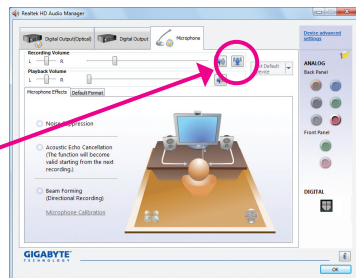 Realtek HD Audio Manager
Digital Output(Optical)
Digital Output
Microphone
Device advanced
settings
Recording Volume
L
R
Default
Device
Playback Volume
L
R
ANALOG
Back Panel
Microphone Effects
Default Format
Noise Suppression
Acoustic Echo Cancellation
(The function will become
valid starting from the next
recording.)
Front Panel
Beam Forming
(Directional Recording)
Microphone Calibration
DIGITAL
GIGABYTE
TECHNOLOGY
OK